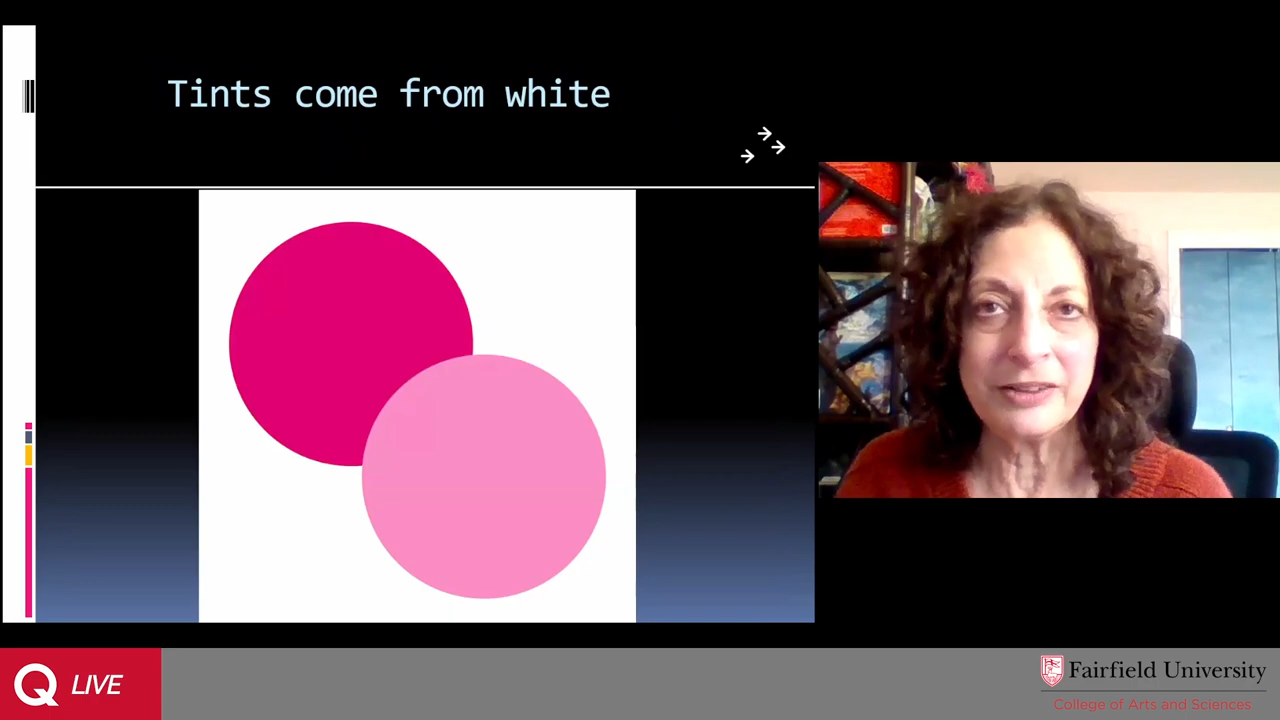 Tints come from white
Q LIVE
Fairfield University
College of Arts and Sciences